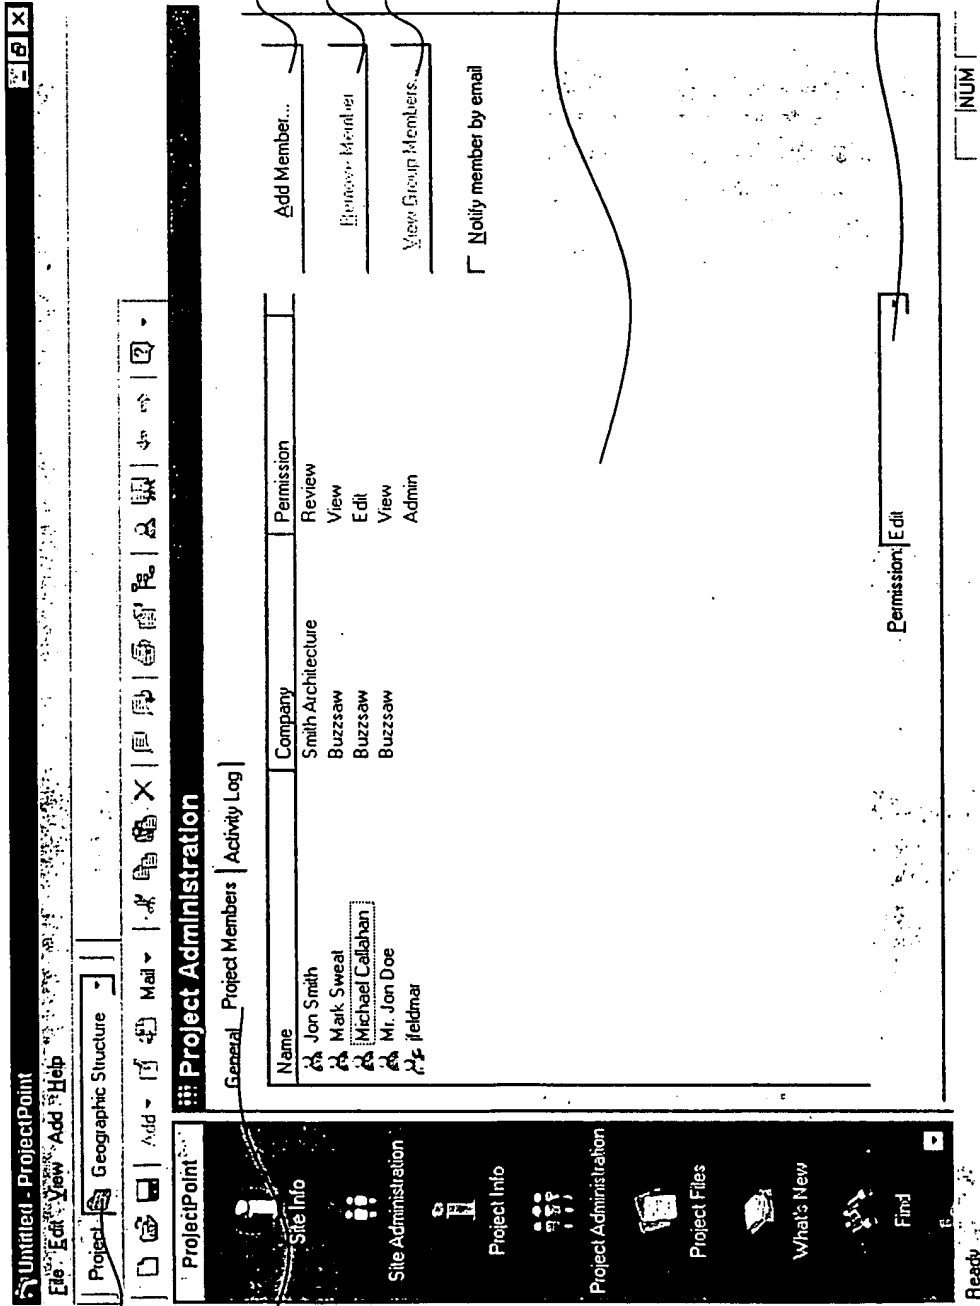 Untitled - ProjectPoint
File Edit View Add Help
Project Geographic Structure
Add Mail
ProjectPoint
Site Info
Site Administration
Project Info
Project Administration
Project Files
What's New
Find
Project Administration
General Project Members Activity Log
Name Company Permission
Jon Smith Smith Architecture Review
Mark Sweat Buzzsaw View
Michael Callahan Buzzsaw Edit
Mr. Jon Doe Buzzsaw View
jfeldmar Admin
Add Member...
Remove Member
View Group Members...
Notify member by email
Permission: Edit
Ready NUM